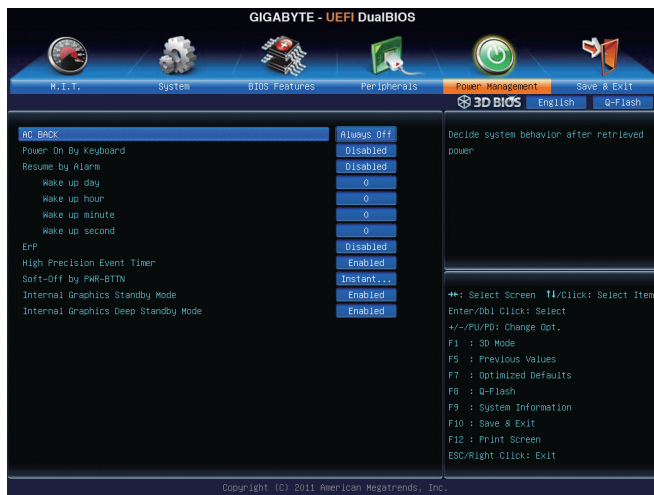 GIGABYTE - UEFI DualBIOS
M.I.T. System BIOS Features Peripherals Power Management Save & Exit
3D BIOS English Q-Flash
AC BACK Always Off
Power On By Keyboard Disabled
Resume by Alarm Disabled
Wake up day 0
Wake up hour 0
Wake up minute 0
Wake up second 0
ErP Disabled
High Precision Event Timer Enabled
Soft-Off by PWR-BTTN Instant...
Internal Graphics Standby Mode Enabled
Internal Graphics Deep Standby Mode Enabled
Decide system behavior after retrieved
power
→←: Select Screen ↑↓/Click: Select Item
Enter/Dbl Click: Select
+/-/PU/PD: Change Opt.
F1 : 3D Mode
F5 : Previous Values
F7 : Optimized Defaults
F8 : Q-Flash
F9 : System Information
F10 : Save & Exit
F12 : Print Screen
ESC/Right Click: Exit
Copyright (C) 2011 American Megatrends, Inc.